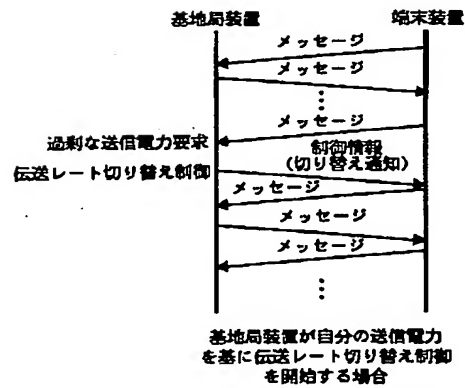 基地局装置
端末装置
メッセージ
メッセージ
メッセージ
過剰な送信電力要求
制御情報
(切り替え通知)
伝送レート切り替え制御
メッセージ
メッセージ
メッセージ
基地局装置が自分の送信電力
を基に伝送レート切り替え制御
を開始する場合